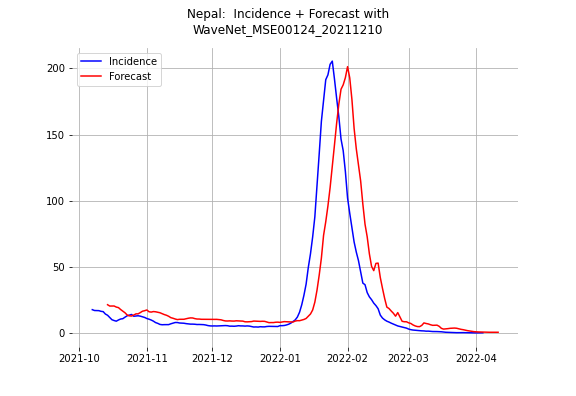 Nepal:  Incidence + Forecast with
WaveNet_MSE00124_20211210
Incidence
Forecast
200
150
100
50
0
2021-10 2021-11 2021-12 2022-01 2022-02 2022-03 2022-04